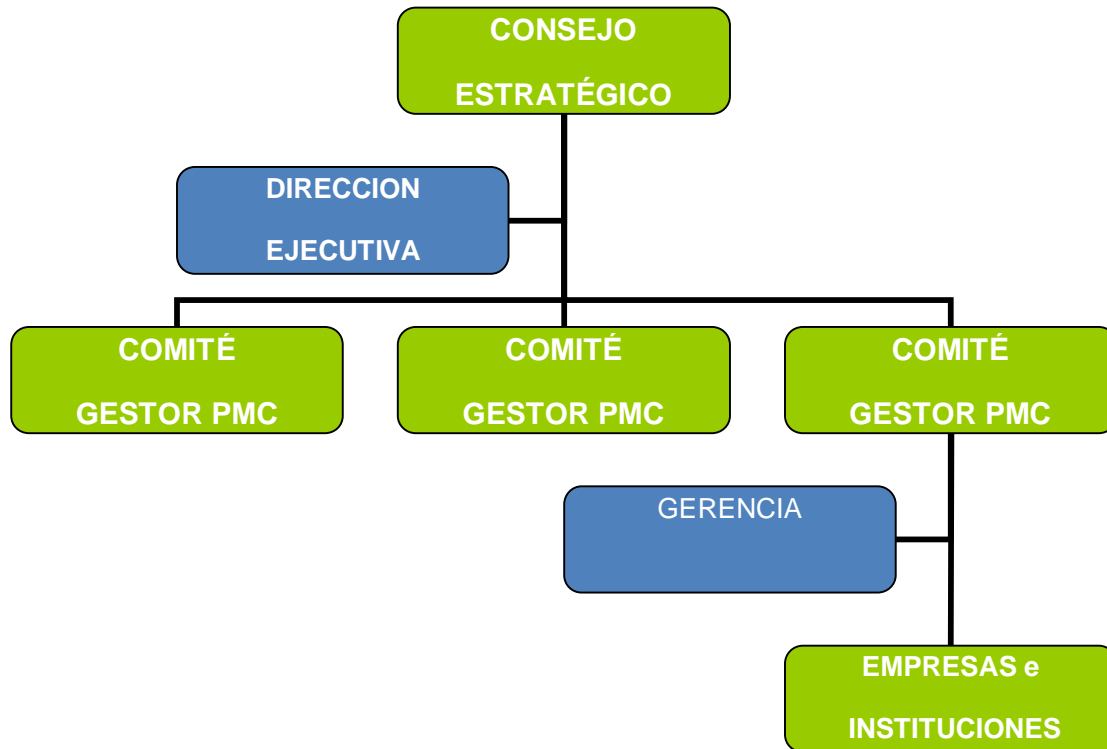 CONSEJO
ESTRATÉGICO
DIRECCION
EJECUTIVA
COMITÉ
GESTOR PMC
COMITÉ
GESTOR PMC
COMITÉ
GESTOR PMC
GERENCIA
EMPRESAS e
INSTITUCIONES